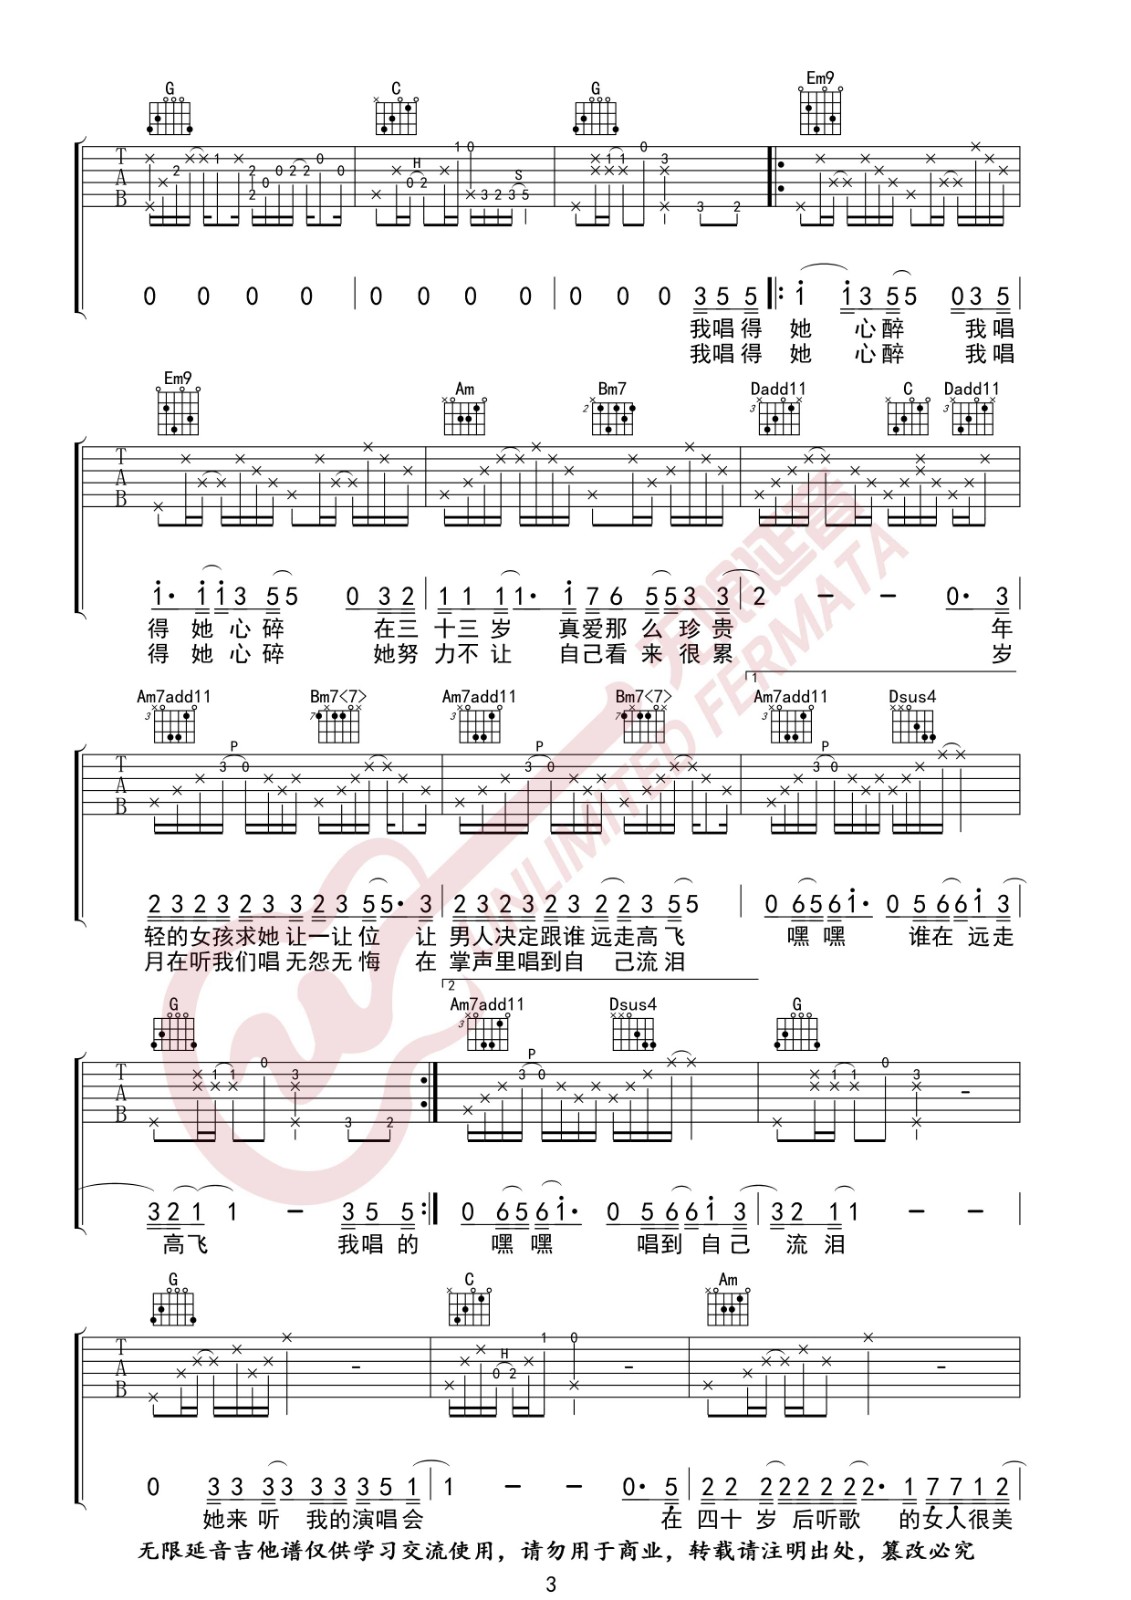 G C G Em9
0 0 0 0 0 0 0 0 0 0 0 3 5 5 1 1 3 5 5 0 3 5
我唱得 她 心醉 我唱
我唱得 她 心醉 我唱
Em9 Am Bm7 Dadd11 C Dadd11
1· 1 1 3 5 5 0 3 2 1 1 1 1· 1 7 6 5 5 3 3 2 - - 0· 3
得 她 心 碎 在三 十三 岁 真爱那 么 珍贵 年
得 她 心碎 她努 力不 让 自己看 来 很 累 岁
1
Am7add11 Bm7<7> Am7add11 Bm7<7> Am7add11 Dsus4
2 3 2 3 2 3 3 2 3 5 5· 3 2 3 2 3 2 3 2 2 3 5 5 0 6 5 6 1· 0 5 6 6 1 3
轻的女孩求她让一让位 让 男人决定跟谁远走高飞 嘿 嘿 谁在 远走
月在听我们唱无怨无悔 在 掌声里唱到自 己流泪
2
G Am7add11 Dsus4 G
3 2 1 1 - 3 5 5 0 6 5 6 1· 0 5 6 6 1 3 3 2 1 1 - -
高飞 我唱 的 嘿 嘿 唱到 自己 流 泪
G C Am
0 3 3 3 3 3 3 3 5 1 1 - - 0· 5 2 2 2 2 2 2 2 2· 1 7 7 1 2
她来 听 我的演唱会 在 四十 岁 后听歌 的女人很美
无限延音吉他谱仅供学习交流使用，请勿用于商业，转载请注明出处，篡改必究
3
无限延音
UNLIMITED FERMATA